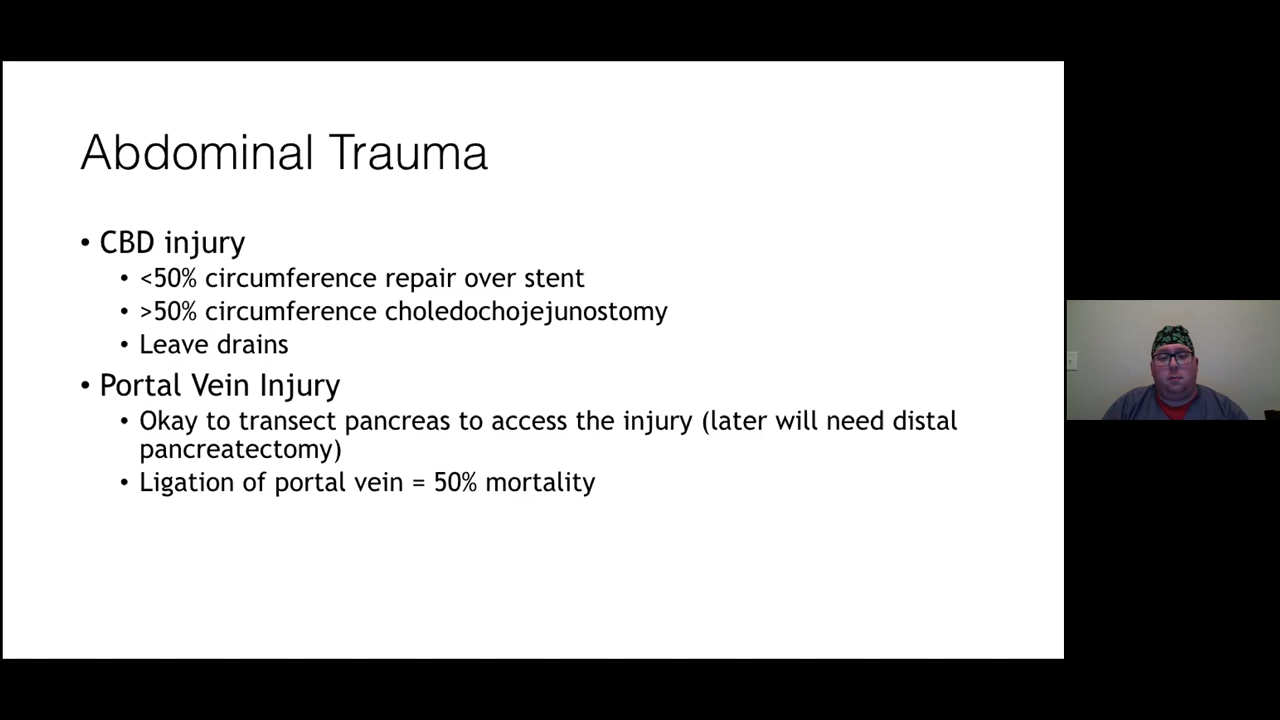 Abdominal Trauma
• CBD injury
• <50% circumference repair over stent
• >50% circumference choledochojejunostomy
• Leave drains
• Portal Vein Injury
• Okay to transect pancreas to access the injury (later will need distal
pancreatectomy)
• Ligation of portal vein = 50% mortality